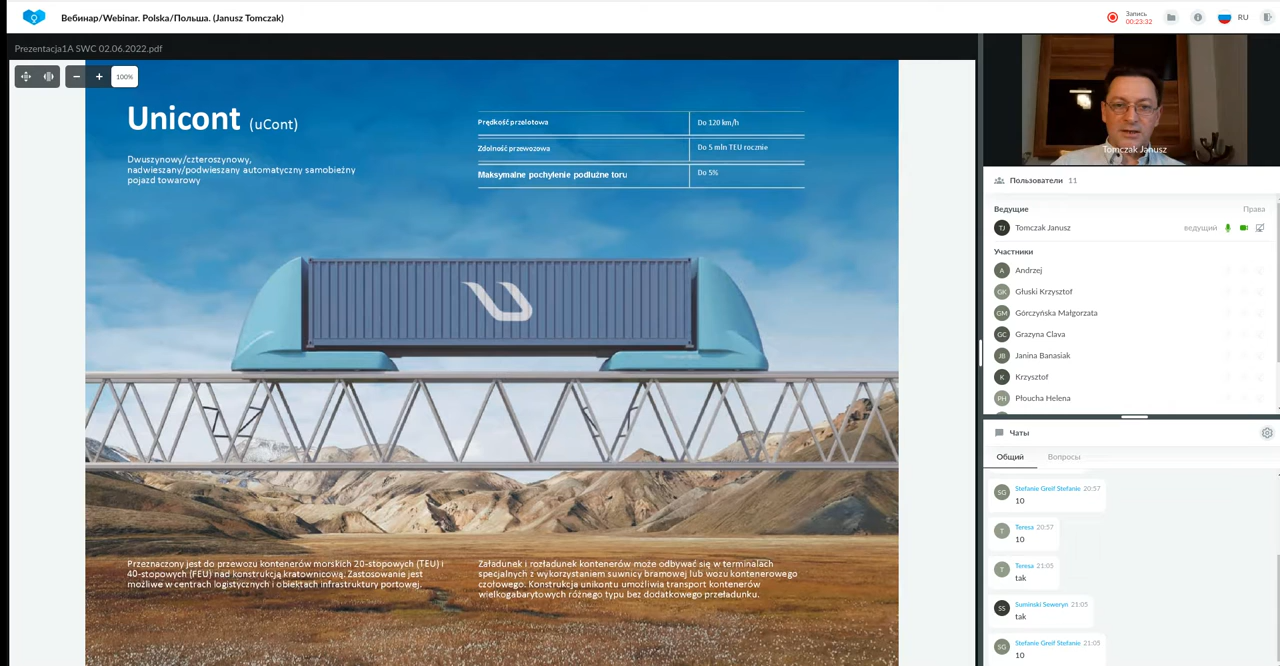 Вебинар/Webinar. Polska/Польша. (Janusz Tomczak)
Запись
00:23:32
RU
Prezentacja1A SWC 02.06.2022.pdf
100%
Unicont (uCont)
Dwuszynowy/czteroszynowy,
nadwieszany/podwieszany automatyczny samobieżny
pojazd towarowy
Prędkość przelotowa
Do 120 km/h
Zdolność przewozowa
Do 5 mln TEU rocznie
Maksymalne pochylenie podłużne toru
Do 5%
Przeznaczony jest do przewozu kontenerów morskich 20-stopowych (TEU) i
40-stopowych (FEU) nad konstrukcją kratownicową. Zastosowanie jest
możliwe w centrach logistycznych i obiektach infrastruktury portowej.
Załadunek i rozładunek kontenerów może odbywać się w terminalach
specjalnych z wykorzystaniem suwnicy bramowej lub wozu kontenerowego
czołowego. Konstrukcja unikontu umożliwia transport kontenerów
wielkogabarytowych różnego typu bez dodatkowego przeładunku.
Tomczak Janusz
Пользователи 11
Ведущие
Права
TJ
Tomczak Janusz
ведущий
Участники
A
Andrzej
GK
Głuski Krzysztof
GM
Górczyńska Małgorzata
GC
Grazyna Clava
JB
Janina Banasiak
K
Krzysztof
PH
Płoucha Helena
Чаты
Общий
Вопросы
SG
Stefanie Greif Stefanie 20:57
10
T
Teresa 20:57
10
T
Teresa 21:05
tak
SS
Suminski Seweryn 21:05
tak
SG
Stefanie Greif Stefanie 21:05
10